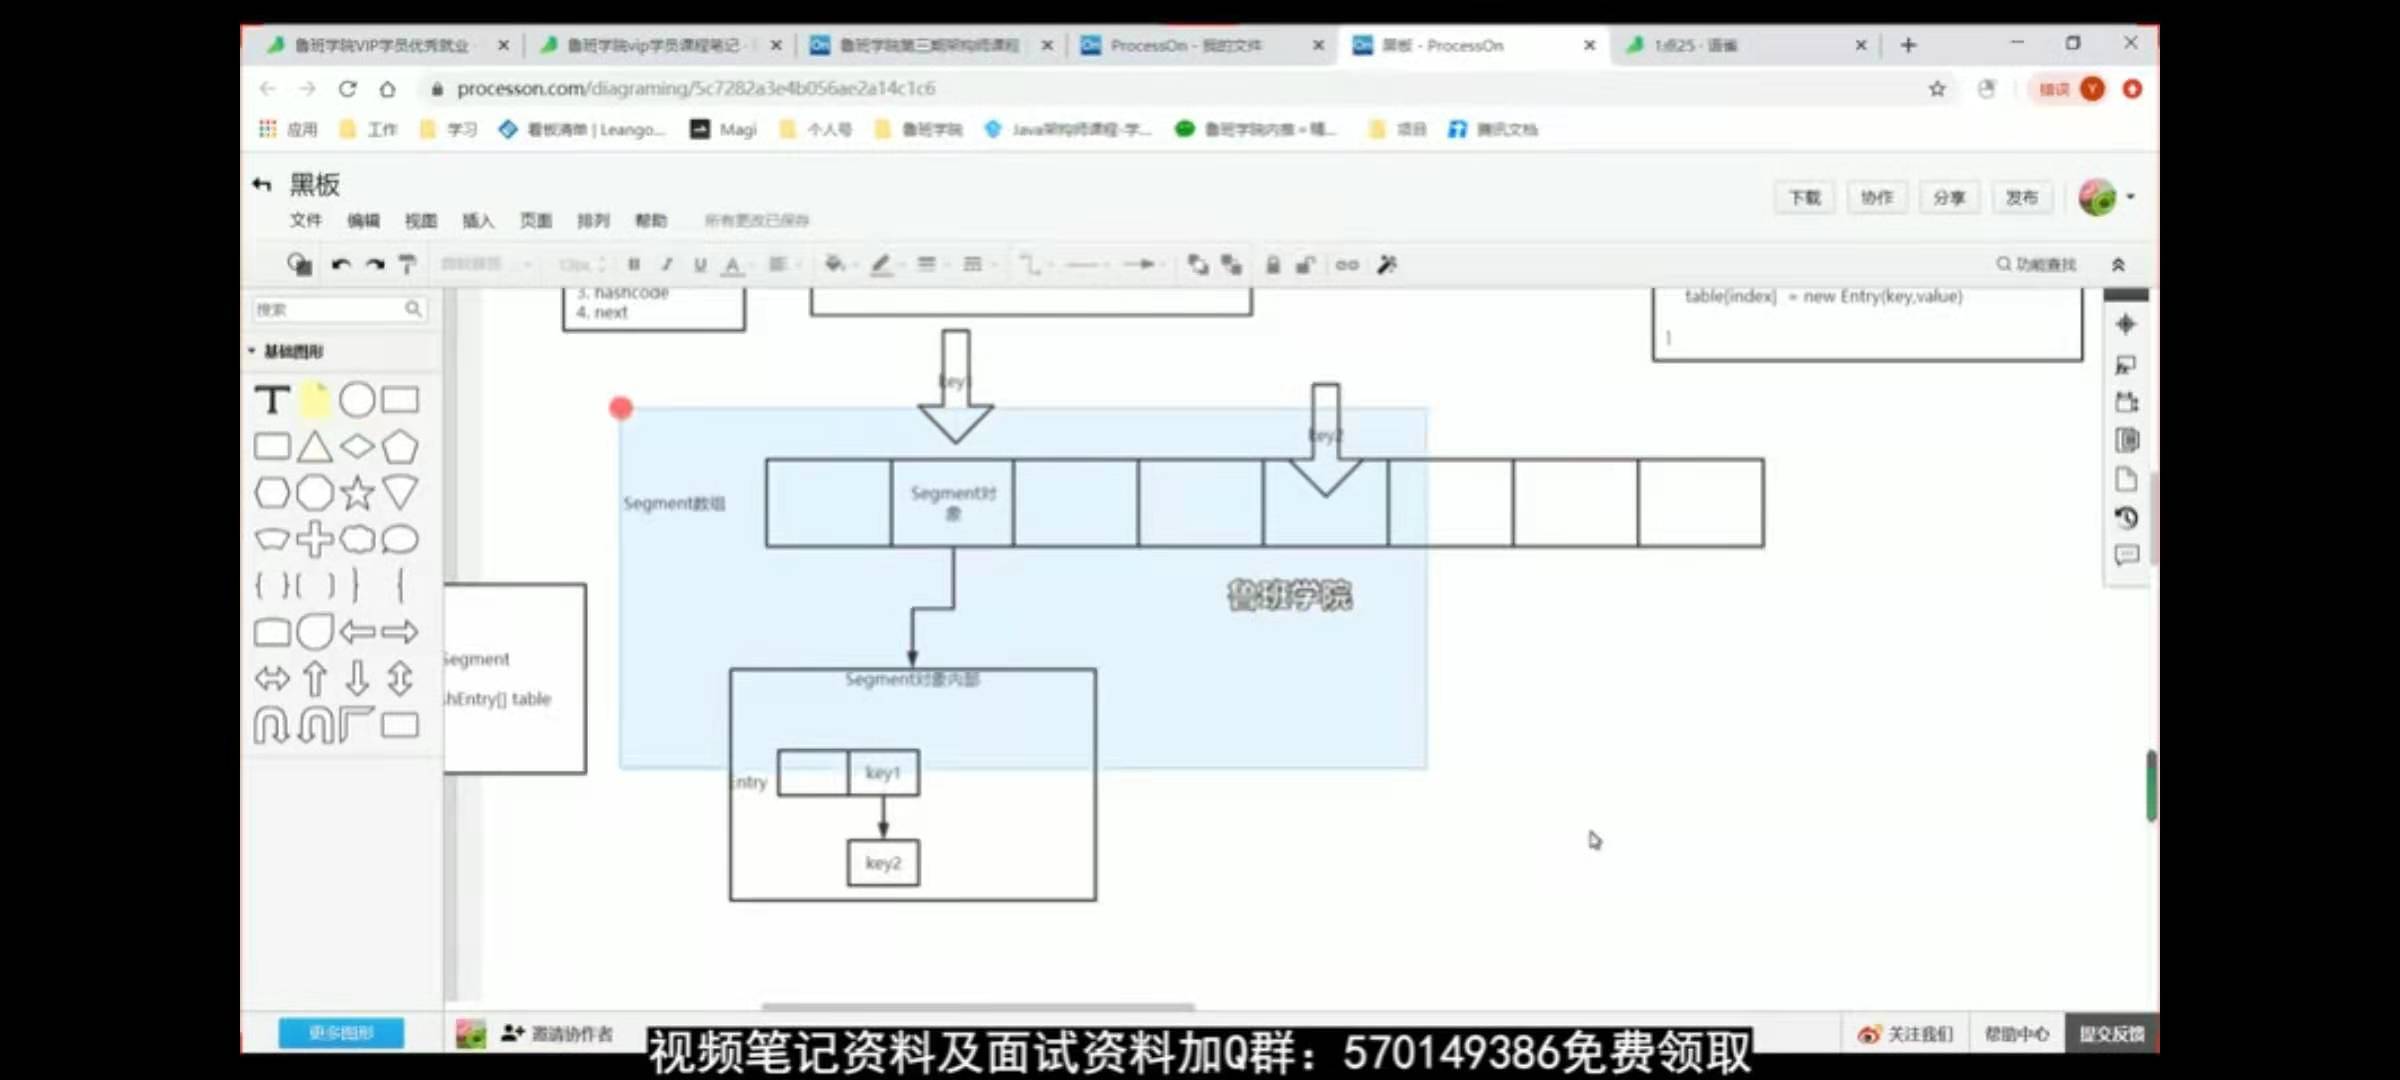 鲁班学院VIP学员优秀就业
鲁班学院vip学员课程笔记 -
鲁班学院第三期架构师课程
ProcessOn - 我的文件
黑板 - ProcessOn
1点25 · 语雀
processon.com/diagraming/5c7282a3e4b056ae2a14c1c6
错误
Y
应用
工作
学习
看板清单 | Leango...
Magi
个人号
鲁班学院
Java架构师课程-学...
项目
腾讯文档
黑板
下载
协作
分享
发布
文件
编辑
视图
插入
页面
排列
帮助
所有更改已保存
功能查找
搜索
基础图形
3. hashcode
4. next
table[index] = new Entry(key,value)
}
key1
key2
Segment数组
Segment对
象
鲁班学院
Segment
hEntry[] table
Segment对象内部
Entry
key1
key2
更多图形
邀请协作者
关注我们
帮助中心
提交反馈
视频笔记资料及面试资料加Q群：570149386免费领取